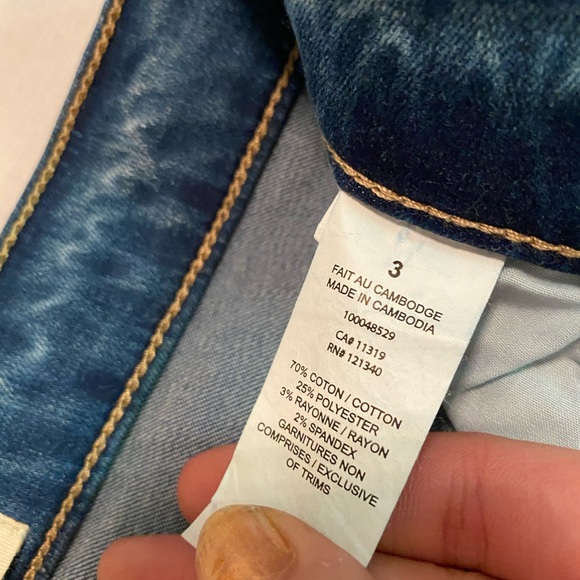 3
FAIT AU CAMBODGE
MADE IN CAMBODIA
100048529
CA# 11319
RN# 121340
70% COTON / COTTON
25% POLYESTER
3% RAYONNE / RAYON
2% SPANDEX
GARNITURES NON
COMPRISES / EXCLUSIVE
OF TRIMS